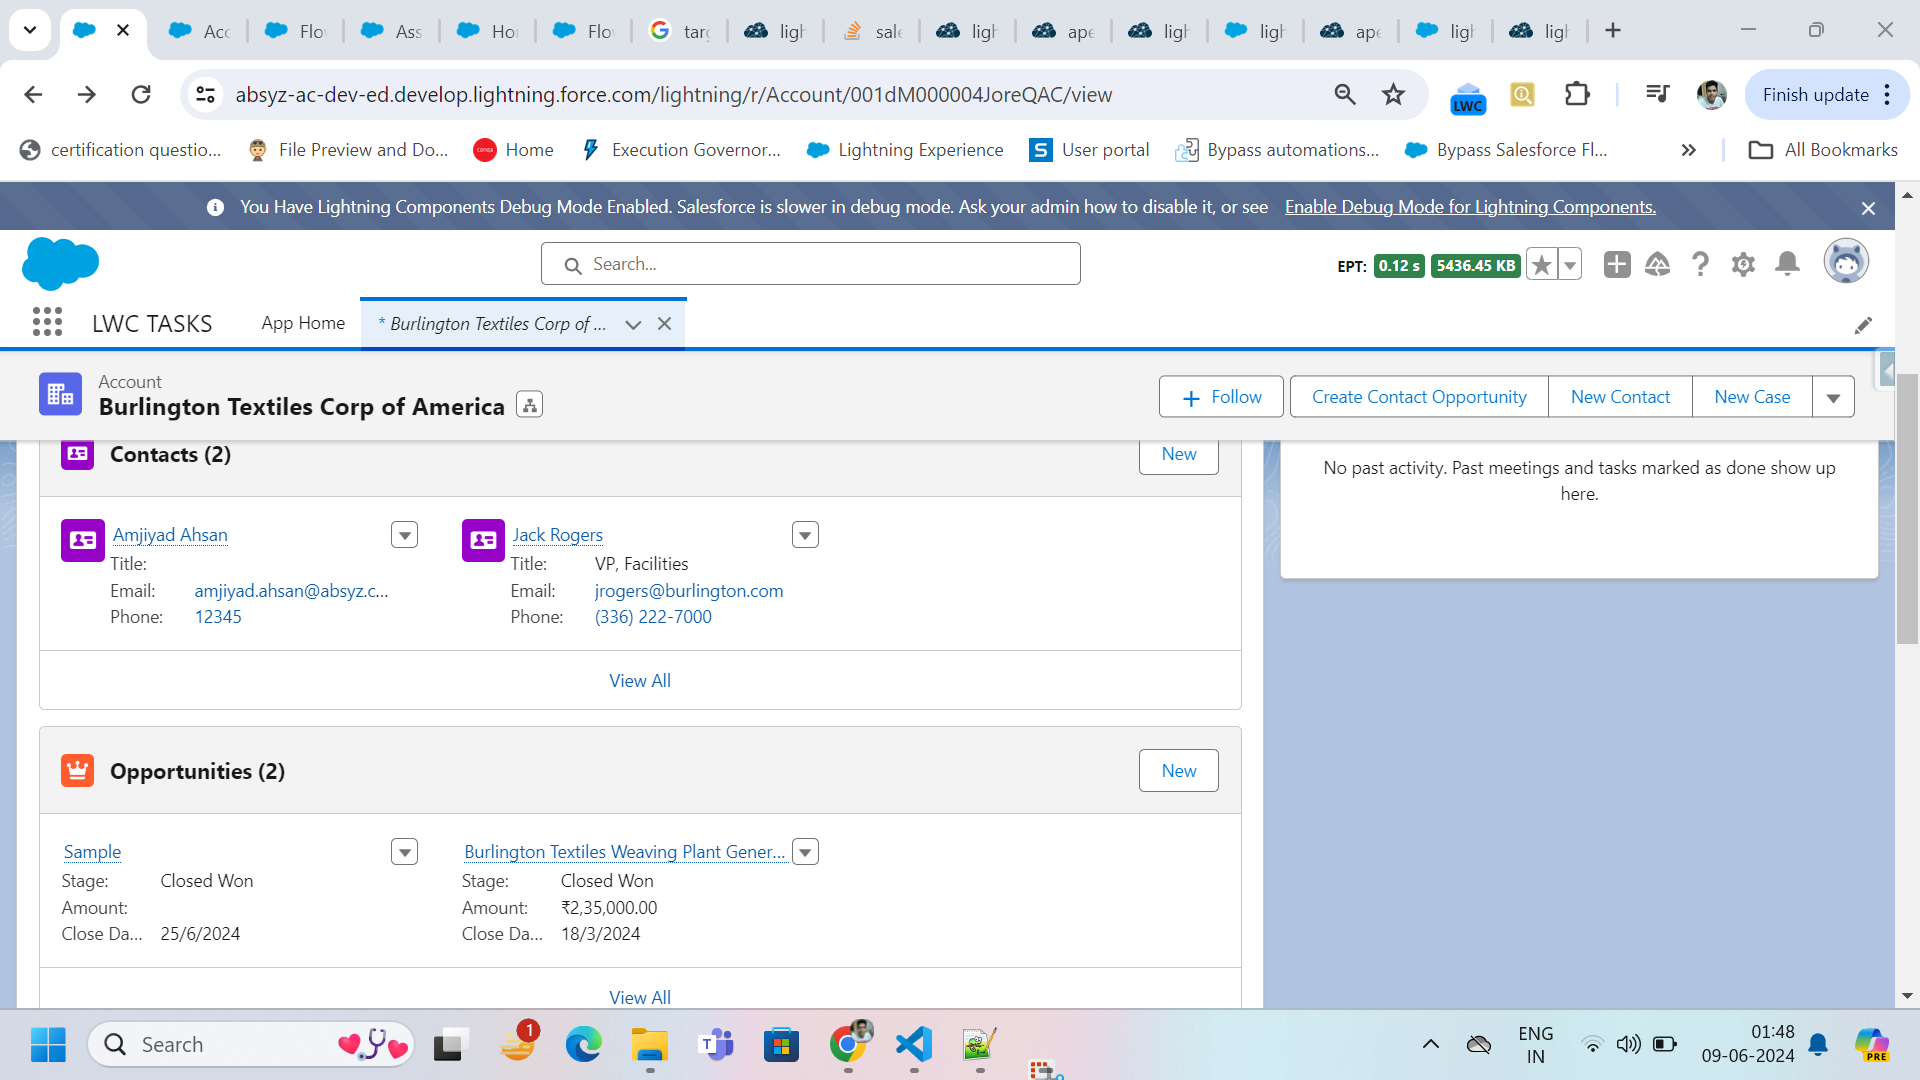 Acc
Flo
Ass
Ho
Flo
targ
ligh
sale
ligh
ape
ligh
ligh
ape
ligh
ligh
absyz-ac-dev-ed.develop.lightning.force.com/lightning/r/Account/001dM000004JoreQAC/view
LWC
Finish update
certification questio...
File Preview and Do...
Home
Execution Governor...
Lightning Experience
S User portal
Bypass automations...
Bypass Salesforce Fl...
All Bookmarks
You Have Lightning Components Debug Mode Enabled. Salesforce is slower in debug mode. Ask your admin how to disable it, or see Enable Debug Mode for Lightning Components.
Search...
EPT: 0.12 s 5436.45 KB
LWC TASKS
App Home
* Burlington Textiles Corp of ...
Account
Burlington Textiles Corp of America
Follow
Create Contact Opportunity
New Contact
New Case
Contacts (2)
New
No past activity. Past meetings and tasks marked as done show up
here.
Amjiyad Ahsan
Title:
Email: amjiyad.ahsan@absyz.c...
Phone: 12345
Jack Rogers
Title: VP, Facilities
Email: jrogers@burlington.com
Phone: (336) 222-7000
View All
Opportunities (2)
New
Sample
Stage: Closed Won
Amount:
Close Da... 25/6/2024
Burlington Textiles Weaving Plant Gener...
Stage: Closed Won
Amount: ₹2,35,000.00
Close Da... 18/3/2024
View All
Search
1
T
ENG
IN
01:48
09-06-2024
PRE